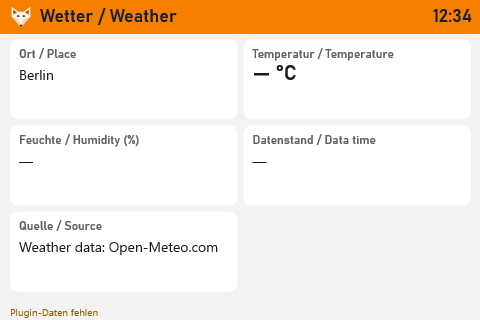 Wetter / Weather
12:34
Ort / Place
Berlin
Temperatur / Temperature
— °C
Feuchte / Humidity (%)
—
Datenstand / Data time
—
Quelle / Source
Weather data: Open-Meteo.com
Plugin-Daten fehlen